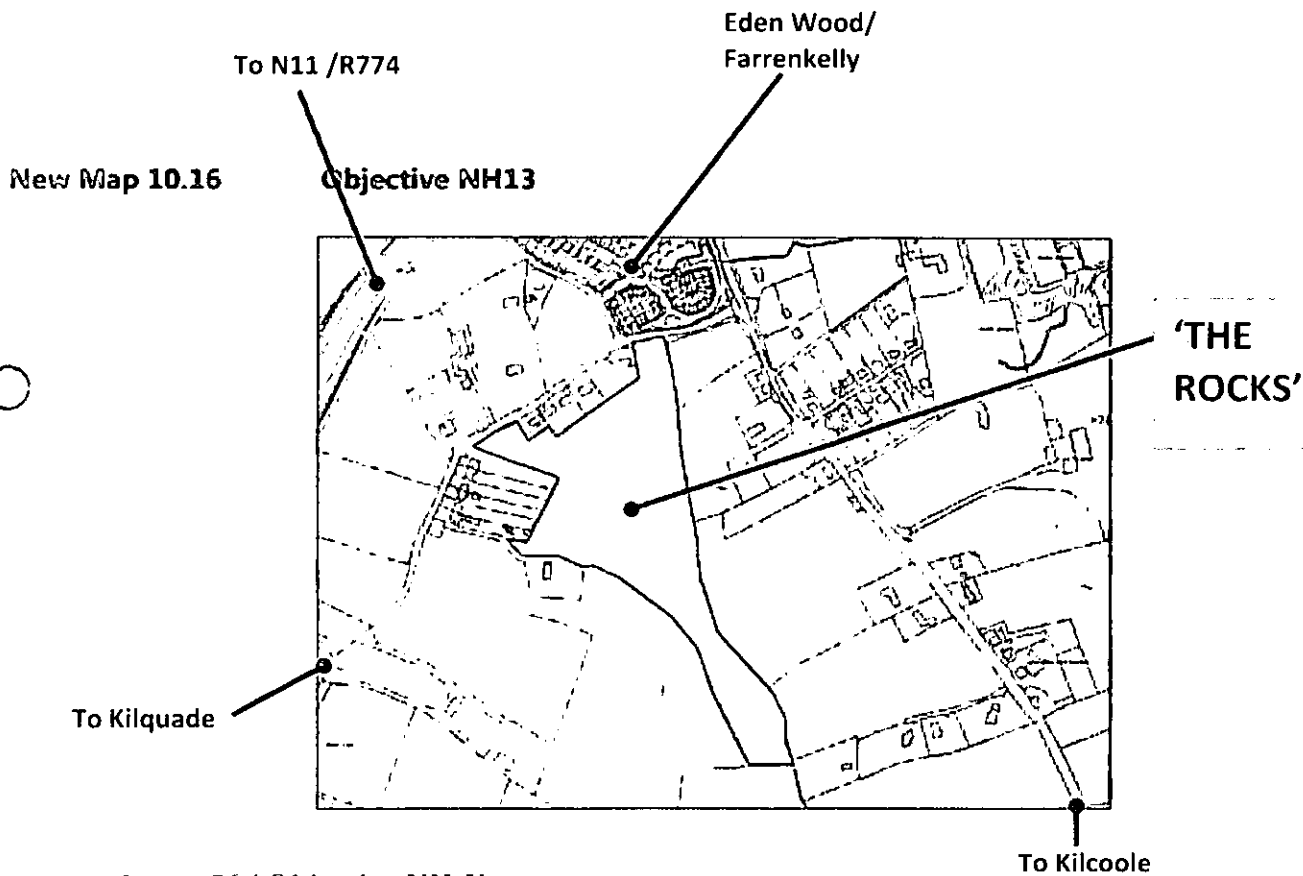 Eden Wood/
Farrenkelly
To N11 /R774
New Map 10.16 Objective NH13
'THE
ROCKS'
To Kilquade
To Kilcoole